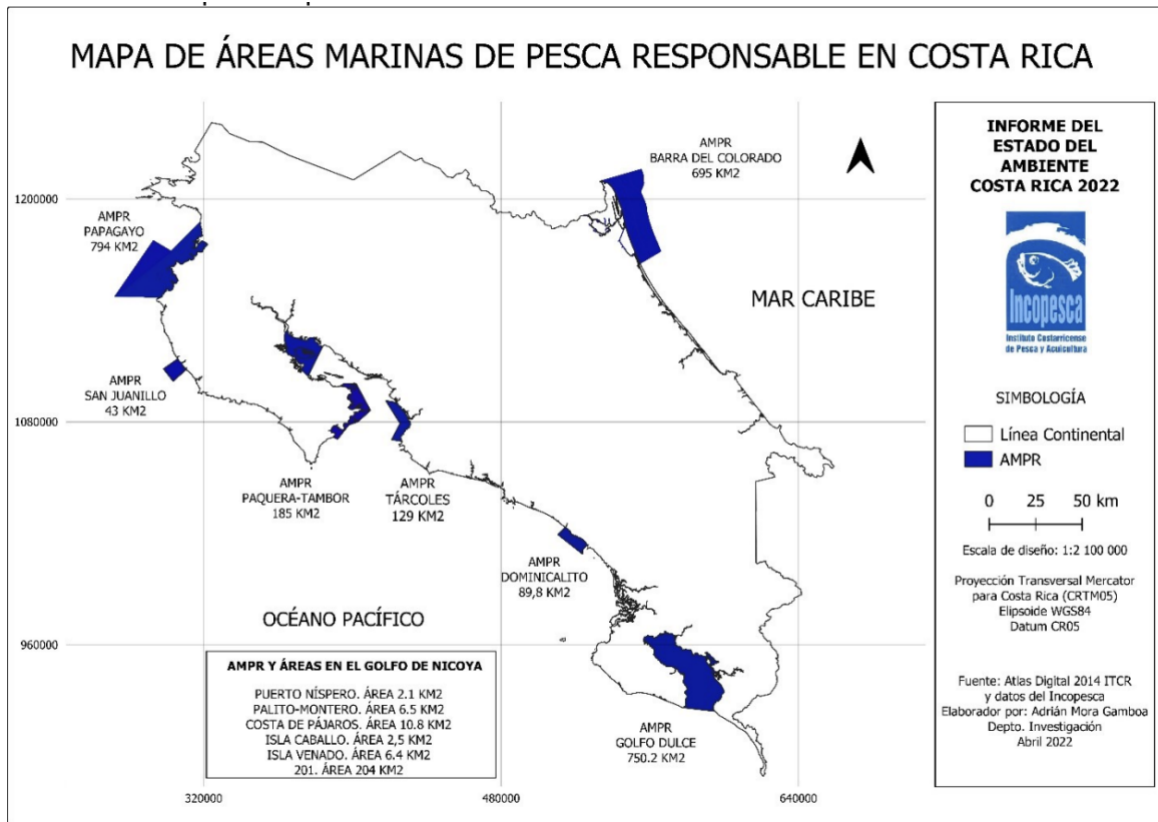 MAPA DE ÁREAS MARINAS DE PESCA RESPONSABLE EN COSTA RICA
AMPR
BARRA DEL COLORADO
695 KM2
AMPR
PAPAGAYO
794 KM2
MAR CARIBE
AMPR
SAN JUANILLO
43 KM2
AMPR
PAQUERA-TAMBOR
185 KM2
AMPR
TÁRCOLES
129 KM2
AMPR
DOMINICALITO
89,8 KM2
OCÉANO PACÍFICO
AMPR
GOLFO DULCE
750.2 KM2
AMPR Y ÁREAS EN EL GOLFO DE NICOYA
PUERTO NÍSPERO. ÁREA 2.1 KM2
PALITO-MONTERO. ÁREA 6.5 KM2
COSTA DE PÁJAROS. ÁREA 10.8 KM2
ISLA CABALLO. ÁREA 2,5 KM2
ISLA VENADO. ÁREA 6.4 KM2
201. ÁREA 204 KM2
1200000
1080000
960000
320000
480000
640000
INFORME DEL
ESTADO DEL
AMBIENTE
COSTA RICA 2022
Incopesca
Instituto Costarricense
de Pesca y Acuicultura
SIMBOLOGÍA
Línea Continental
AMPR
0 25 50 km
Escala de diseño: 1:2 100 000
Proyección Transversal Mercator
para Costa Rica (CRTM05)
Elipsoide WGS84
Datum CR05
Fuente: Atlas Digital 2014 ITCR
y datos del Incopesca
Elaborador por: Adrián Mora Gamboa
Depto. Investigación
Abril 2022